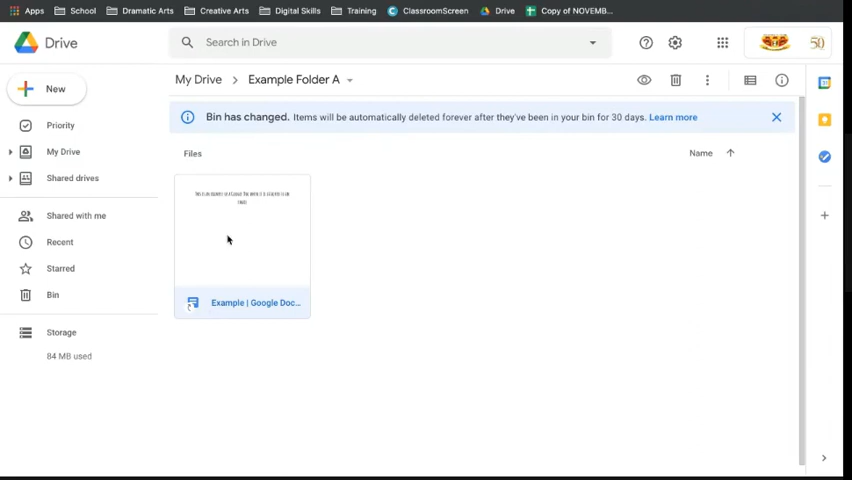 Apps School Dramatic Arts Creative Arts Digital Skills Training ClassroomScreen Drive Copy of NOVEMB...
Drive Search in Drive 50
My Drive Example Folder A
New
Bin has changed. Items will be automatically deleted forever after they've been in your bin for 30 days. Learn more
Priority
Files Name
My Drive
Shared drives
Shared with me
Recent
Starred
Bin
Example | Google Doc...
Storage
84 MB used